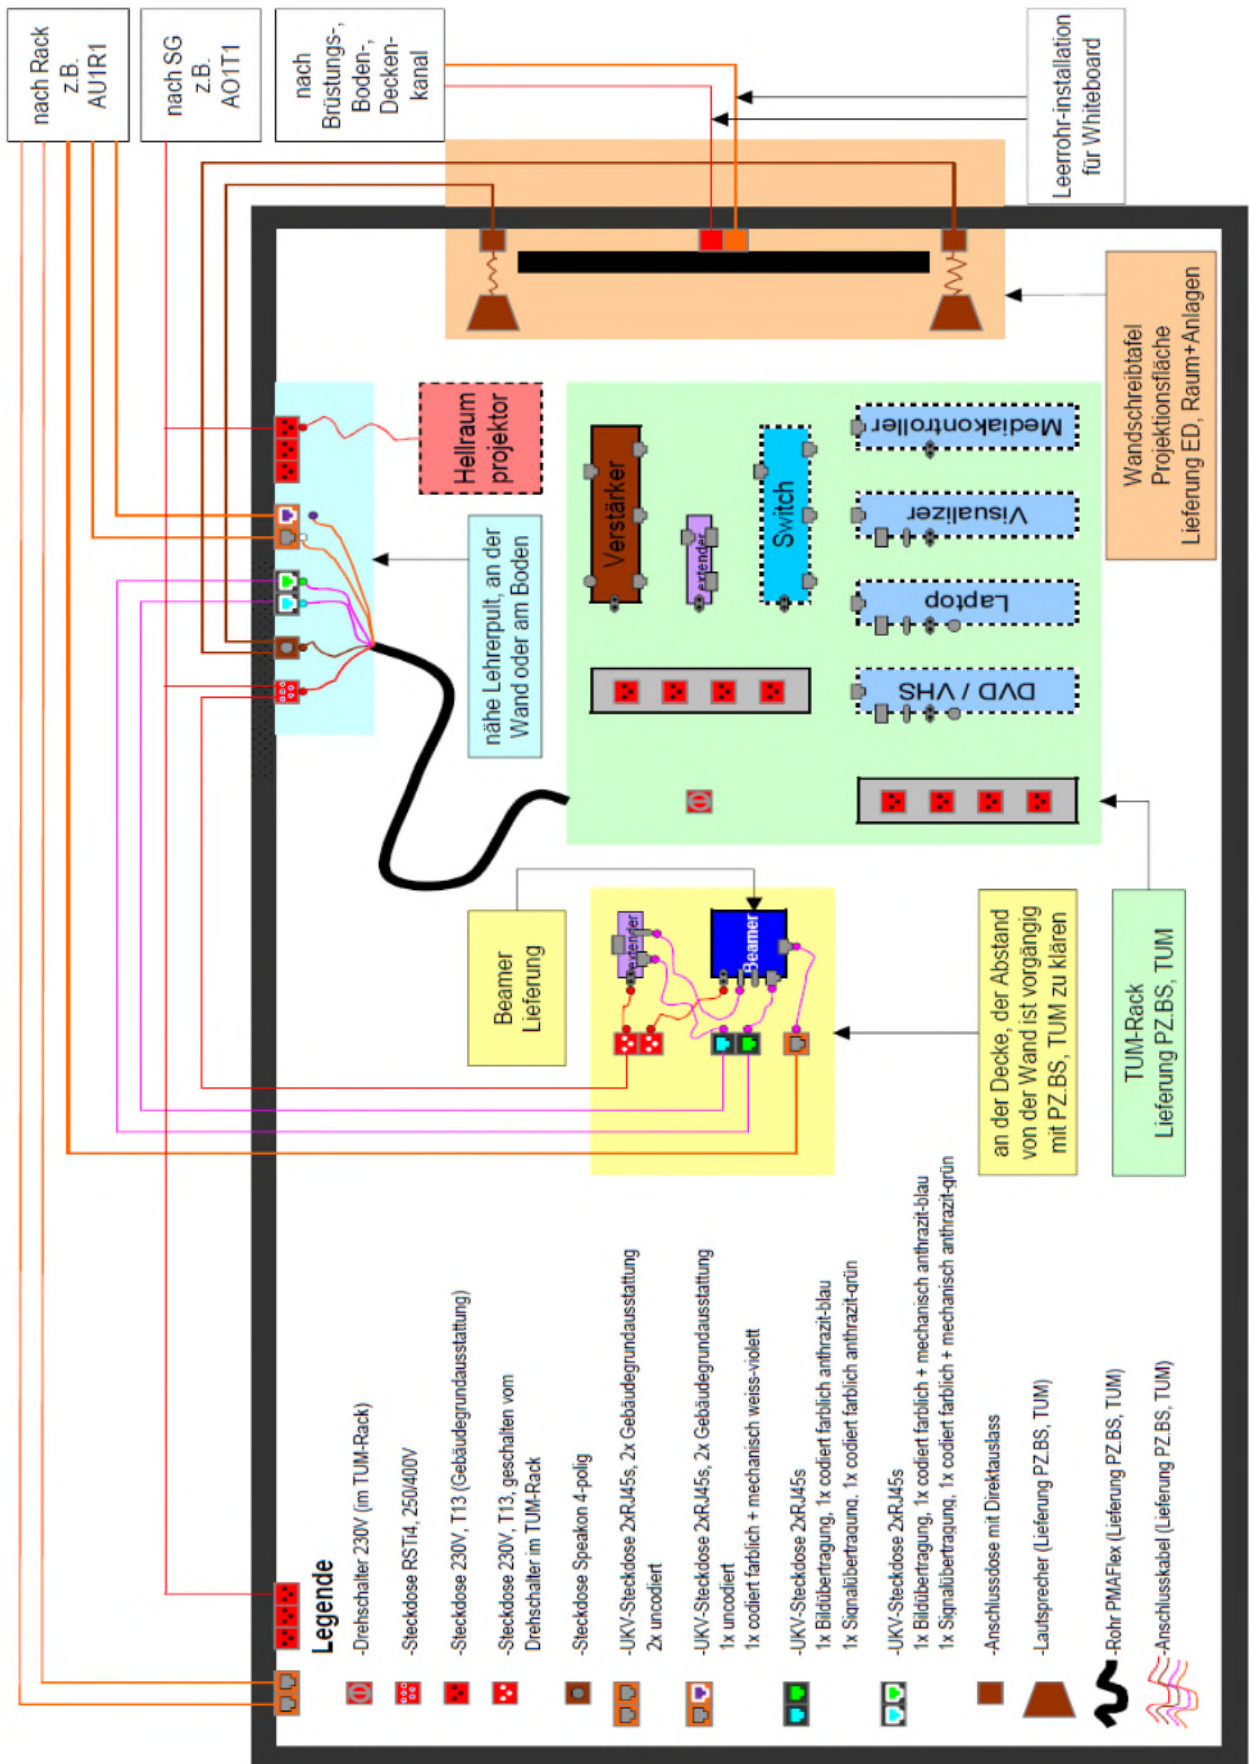 nach Rack
z.B.
AU1R1
nach SG
z.B.
AO1T1
nach
Brüstungs-,
Boden-,
Decken-
kanal
Leerrohr-installation
für Whiteboard
Wandschreibtafel
Projektionsfläche
Lieferung ED, Raum+Anlagen
Hellraum
projektor
nähe Lehrerpult, an der
Wand oder am Boden
Verstärker
extender
Switch
Mediakontroller
Visualizer
Laptop
DVD / VHS
Beamer
Lieferung
extender
Beamer
an der Decke, der Abstand
von der Wand ist vorgängig
mit PZ.BS, TUM zu klären
TUM-Rack
Lieferung PZ.BS, TUM
Legende
-Drehschalter 230V (im TUM-Rack)
-Steckdose RSTi4, 250/400V
-Steckdose 230V, T13 (Gebäudegrundausstattung)
-Steckdose 230V, T13, geschalten vom
Drehschalter im TUM-Rack
-Steckdose Speakon 4-polig
-UKV-Steckdose 2xRJ45s, 2x Gebäudegrundausstattung
2x uncodiert
-UKV-Steckdose 2xRJ45s, 2x Gebäudegrundausstattung
1x uncodiert
1x codiert farblich + mechanisch weiss-violett
-UKV-Steckdose 2xRJ45s
1x Bildübertragung, 1x codiert farblich anthrazit-blau
1x Signalübertragung, 1x codiert farblich anthrazit-grün
-UKV-Steckdose 2xRJ45s
1x Bildübertragung, 1x codiert farblich + mechanisch anthrazit-blau
1x Signalübertragung, 1x codiert farblich + mechanisch anthrazit-grün
-Anschlussdose mit Direktauslass
-Lautsprecher (Lieferung PZ.BS, TUM)
-Rohr PMAFlex (Lieferung PZ.BS, TUM)
-Anschlusskabel (Lieferung PZ.BS, TUM)